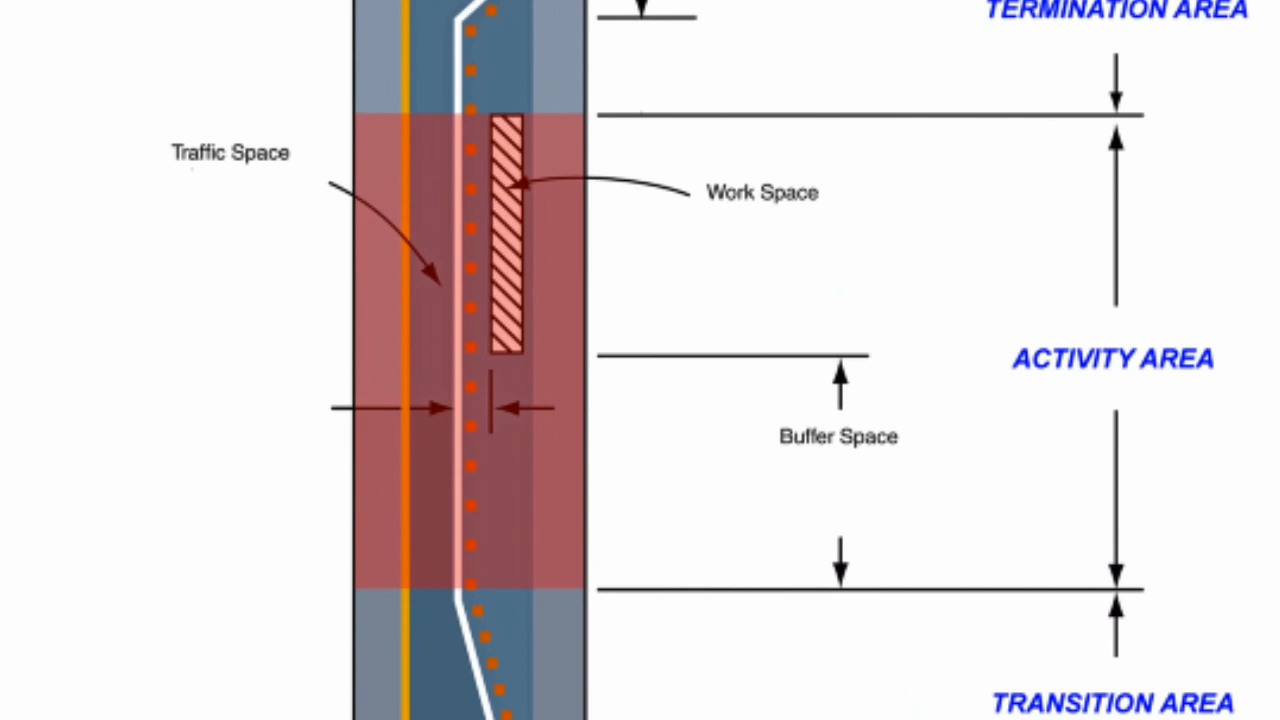 TERMINATION AREA
Traffic Space
Work Space
ACTIVITY AREA
Buffer Space
TRANSITION AREA